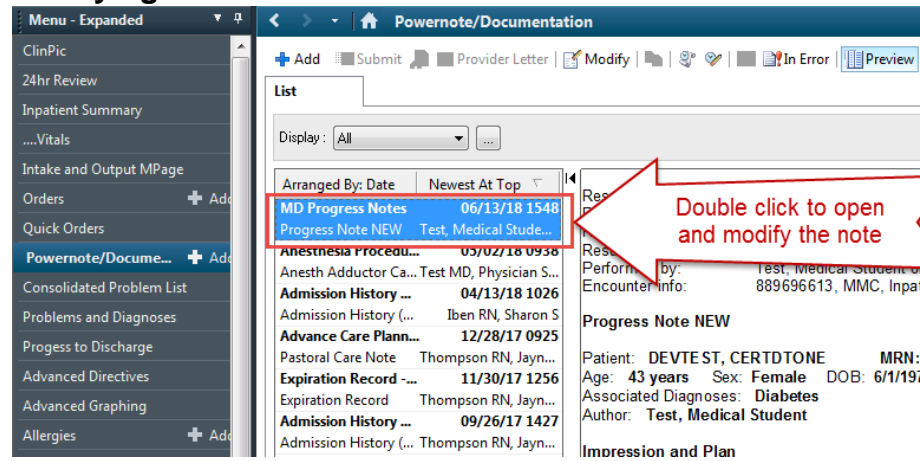 Menu - Expanded
ClinPic
24hr Review
Inpatient Summary
....Vitals
Intake and Output MPage
Orders Add
Quick Orders
Powernote/Docume... Add
Consolidated Problem List
Problems and Diagnoses
Progess to Discharge
Advanced Directives
Advanced Graphing
Allergies Add
Powernote/Documentation
Add Submit Provider Letter Modify In Error Preview
List
Display : All ...
Arranged By: Date Newest At Top
MD Progress Notes 06/13/18 1548
Progress Note NEW Test, Medical Stude...
Anesthesia Procedu... 05/02/18 0938
Anesth Adductor Ca... Test MD, Physician S...
Admission History ... 04/13/18 1026
Admission History (... Iben RN, Sharon S
Advance Care Plann... 12/28/17 0925
Pastoral Care Note Thompson RN, Jayn...
Expiration Record -... 11/30/17 1256
Expiration Record Thompson RN, Jayn...
Admission History ... 09/26/17 1427
Admission History (... Thompson RN, Jayn...
Double click to open
and modify the note
by: Test, Medical Student
Encounter info: 889696613, MMC, Inpat
Progress Note NEW
Patient: DEVTEST, CERTDTONE MRN:
Age: 43 years Sex: Female DOB: 6/1/197
Associated Diagnoses: Diabetes
Author: Test, Medical Student
Impression and Plan